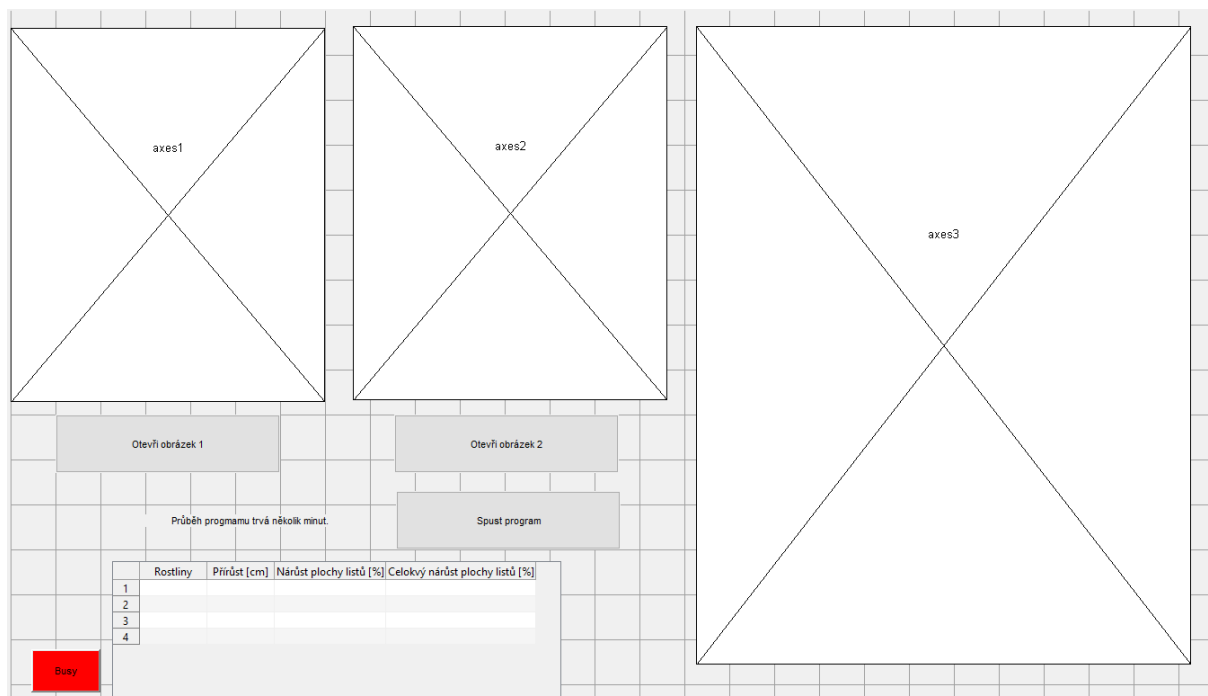 axes1
axes2
axes3
Otevři obrázek 1
Otevři obrázek 2
Průběh progmamu trvá několik minut.
Spust program
Rostliny Přírůst [cm] Nárůst plochy listů [%] Celokvý nárůst plochy listů [%]
1
2
3
4
Busy